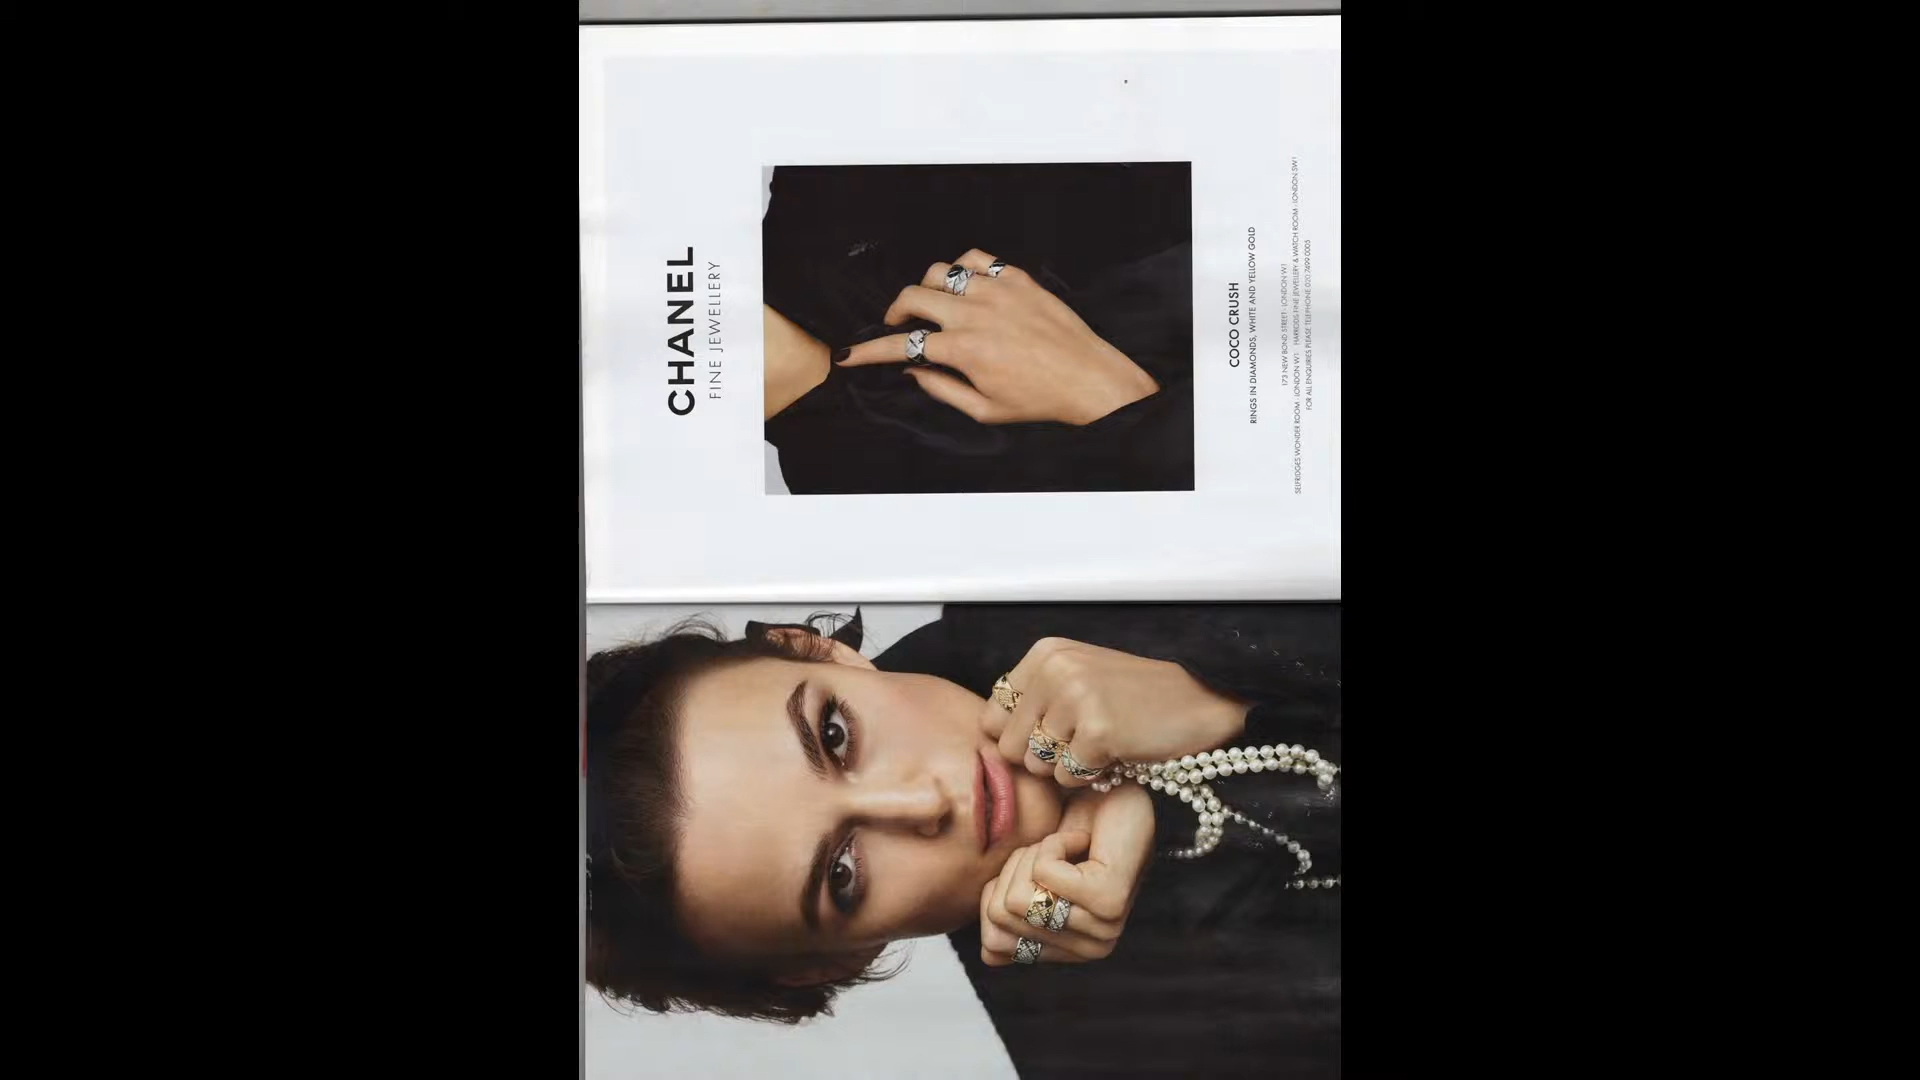 CHANEL
FINE JEWELLERY
COCO CRUSH
RINGS IN DIAMONDS, WHITE AND YELLOW GOLD
173 NEW BOND STREET - LONDON W1
SELFRIDGES WONDER ROOM - LONDON W1 HARRODS FINE JEWELLERY & WATCH ROOM - LONDON SW1
FOR ALL ENQUIRIES PLEASE TELEPHONE 020 7499 0005